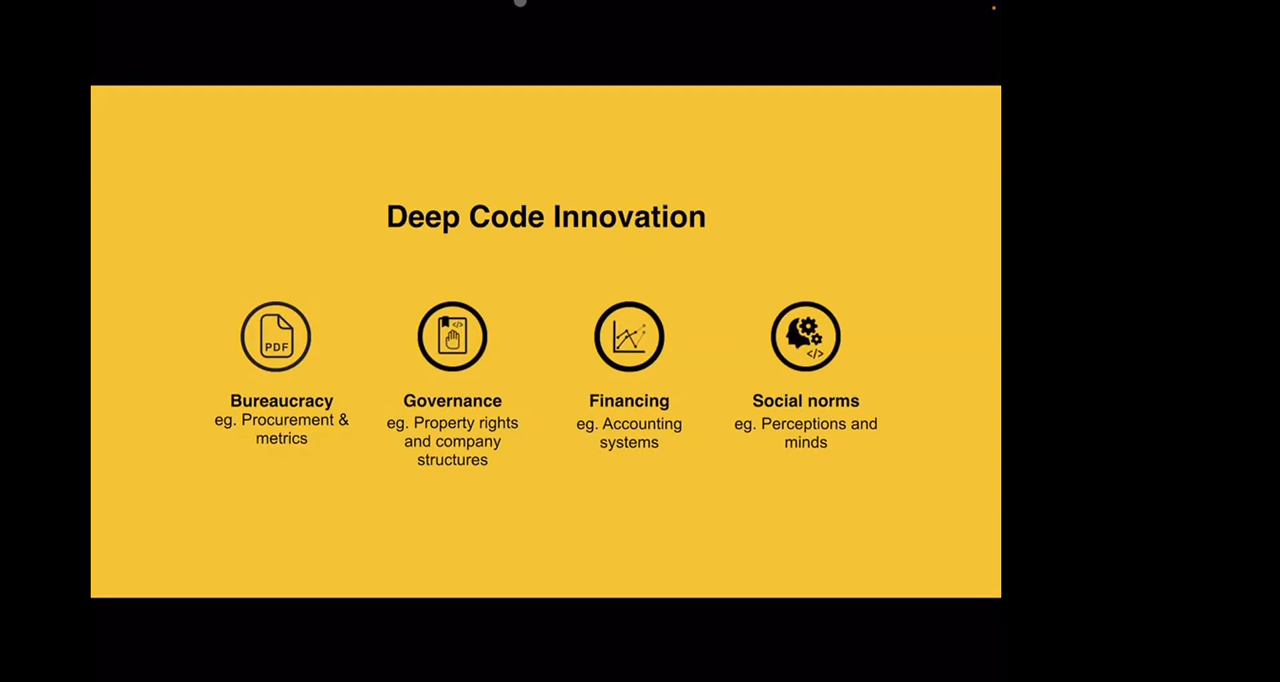 Deep Code Innovation
PDF
</>
</>
Bureaucracy
eg. Procurement &
metrics
Governance
eg. Property rights
and company
structures
Financing
eg. Accounting
systems
Social norms
eg. Perceptions and
minds